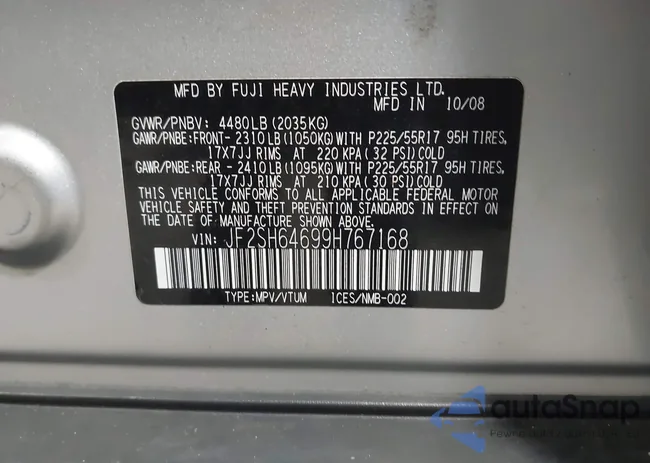 MFD BY FUJI HEAVY INDUSTRIES LTD.
MFD IN 10/08
GVWR/PNBV: 4480LB(2035KG)
GAWR/PNBE:FRONT-2310LB(1050KG)WITH P225/55R17 95H TIRES,
17X7JJ RIMS AT 220 KPA(32 PSI)COLD
GAWR/PNBE:REAR -2410LB(1095KG)WITH P225/55R17 95H TIRES,
17X7JJ RIMS AT 210 KPA(30 PSI)COLD
THIS VEHICLE CONFORMS TO ALL APPLICABLE FEDERAL MOTOR
VEHICLE SAFETY AND THEFT PREVENTION STANDARDS IN EFFECT
ON THE DATE OF MANUFACTURE SHOWN ABOVE.
VIN: JF2SH64699H767168
TYPE:MPV/VTUM ICES/NMB-002
autoSnap